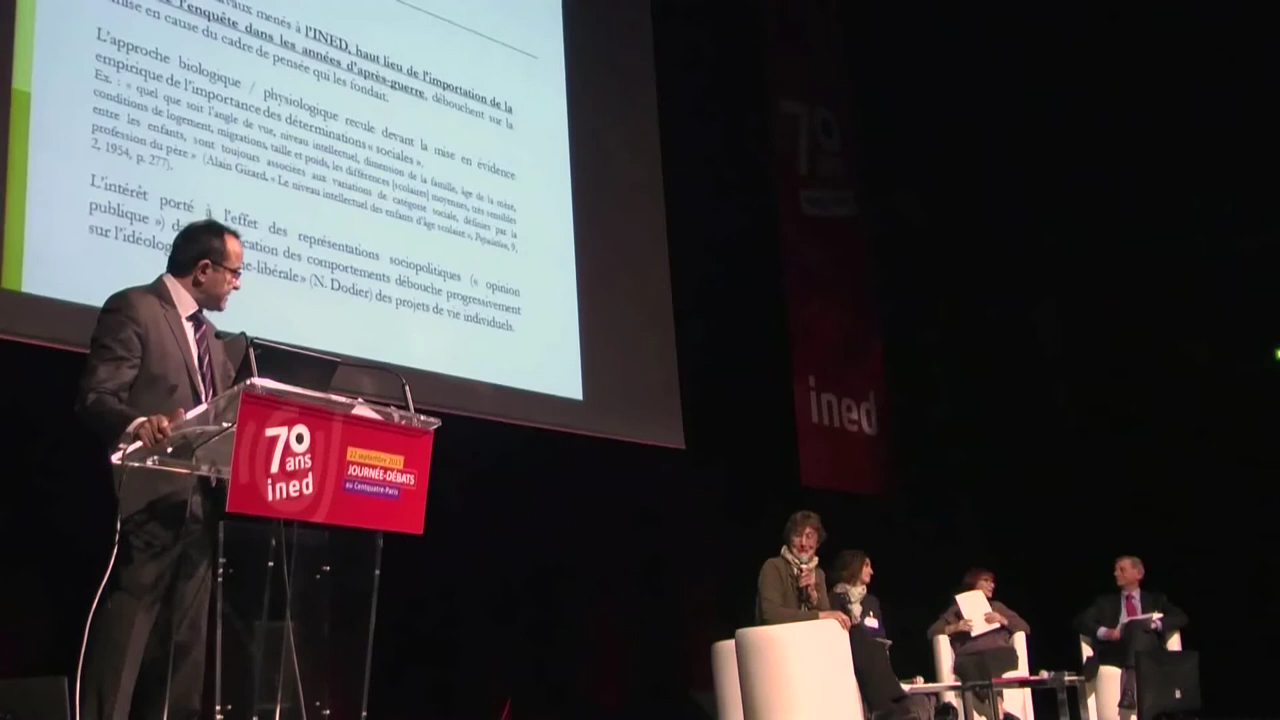 travaux menés à l'INED, haut lieu de l'importation de la
l'enquête dans les années d'après-guerre, débouchent sur la
mise en cause du cadre de pensée qui les fondait.
L'approche biologique / physiologique recule devant la mise en évidence
empirique de l'importance des déterminations « sociales ».
Ex. : « quel que soit l'angle de vue, niveau intellectuel, dimension de la famille, âge de la mère,
conditions de logement, migrations, taille et poids, les différences [scolaires] moyennes, très sensibles
entre les enfants, sont toujours associées aux variations de catégorie sociale, définies par la
profession du père » (Alain Girard, « Le niveau intellectuel des enfants d'âge scolaire », Population, 9,
2, 1954, p. 277).
L'intérêt porté à l'effet des représentations sociopolitiques (« opinion
publique ») cation des comportements débouche progressivement
sur l'idéolog ne-libérale » (N. Dodier) des projets de vie individuels.
70
ans
ined
12 septembre 2015
JOURNÉE-DÉBATS
au Centquatre-Paris
70
ined